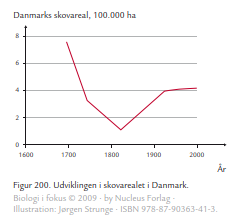 Danmarks skovareal, 100.000 ha
8
6
4
2
0
1600 1700 1800 1900 2000
År
Figur 200. Udviklingen i skovarealet i Danmark.
Biologi i fokus © 2009 - by Nucleus Forlag -
Illustration: Jørgen Strunge - ISBN 978-87-90363-41-3.